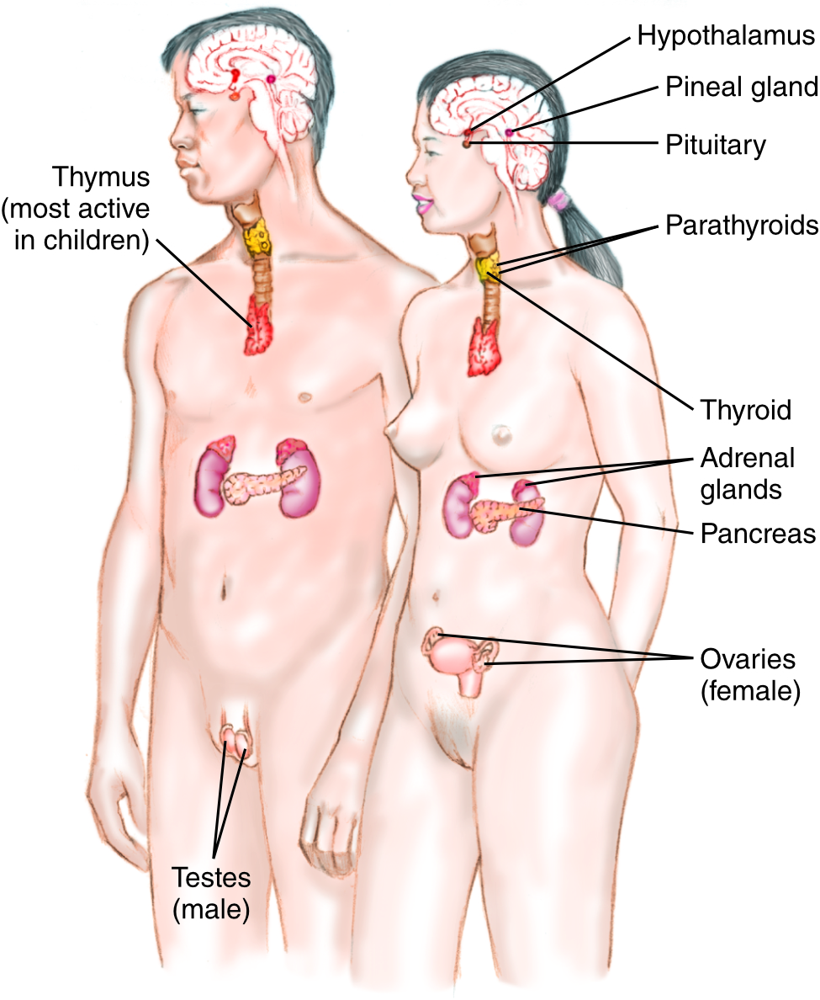 Hypothalamus
Pineal gland
Pituitary
Thymus
(most active
in children)
Parathyroids
Thyroid
Adrenal
glands
Pancreas
Ovaries
(female)
Testes
(male)